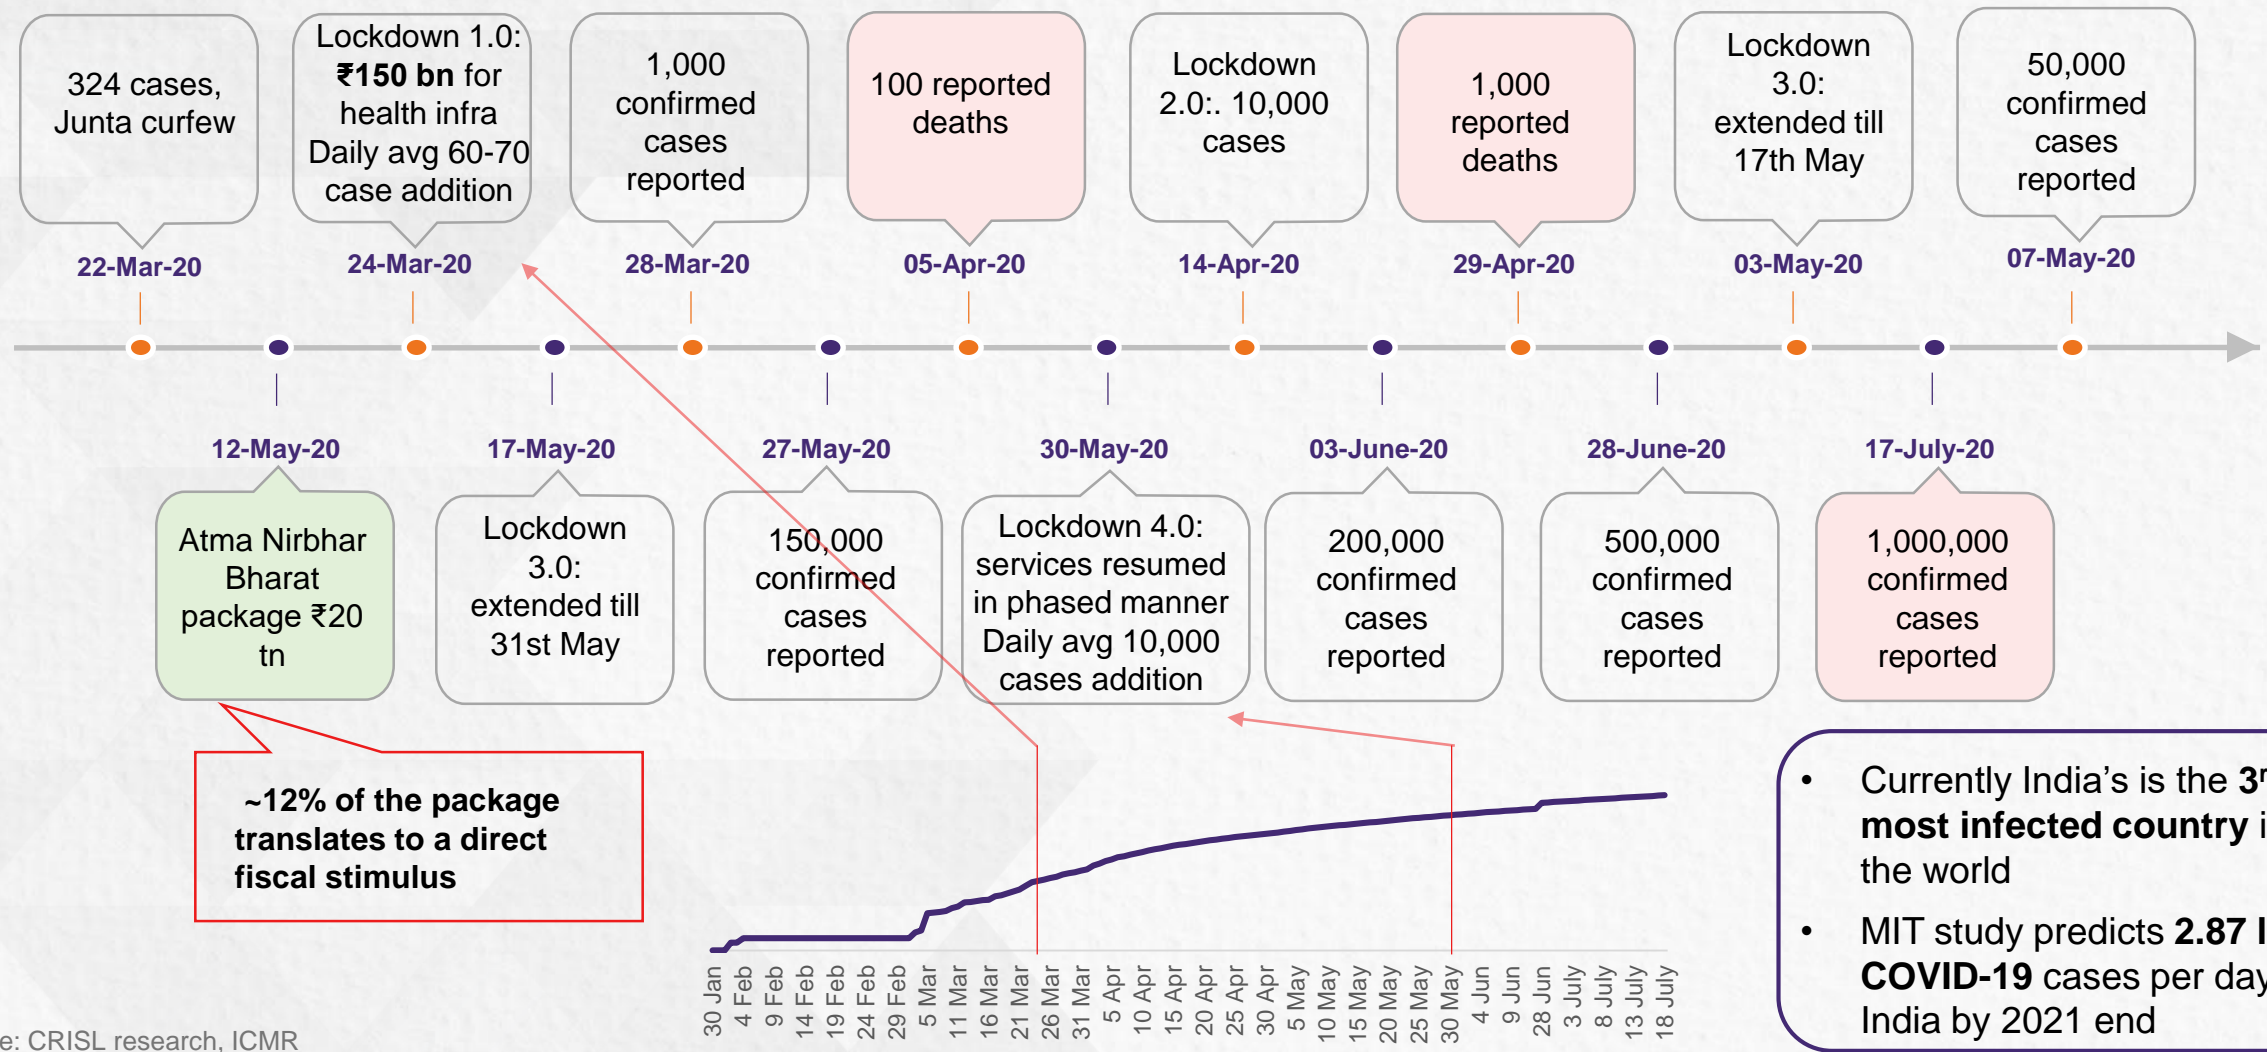 324 cases,
Junta curfew
Lockdown 1.0:
₹150 bn for
health infra
Daily avg 60-70
case addition
1,000
confirmed
cases
reported
100 reported
deaths
Lockdown
2.0:. 10,000
cases
1,000
reported
deaths
Lockdown
3.0:
extended till
17th May
50,000
confirmed
cases
reported
22-Mar-20
24-Mar-20
28-Mar-20
05-Apr-20
14-Apr-20
29-Apr-20
03-May-20
07-May-20
12-May-20
17-May-20
27-May-20
30-May-20
03-June-20
28-June-20
17-July-20
Atma Nirbhar
Bharat
package ₹20
tn
Lockdown
3.0:
extended till
31st May
150,000
confirmed
cases
reported
Lockdown 4.0:
services resumed
in phased manner
Daily avg 10,000
cases addition
200,000
confirmed
cases
reported
500,000
confirmed
cases
reported
1,000,000
confirmed
cases
reported
~12% of the package
translates to a direct
fiscal stimulus
30 Jan
4 Feb
9 Feb
14 Feb
19 Feb
24 Feb
29 Feb
5 Mar
11 Mar
16 Mar
21 Mar
26 Mar
31 Mar
5 Apr
10 Apr
15 Apr
20 Apr
25 Apr
30 Apr
5 May
10 May
15 May
20 May
25 May
30 May
4 Jun
9 Jun
28 Jun
3 July
8 July
13 July
18 July
• Currently India's is the
most infected country
the world
• MIT study predicts 2.87
COVID-19 cases per day
India by 2021 end
CRISL research, ICMR